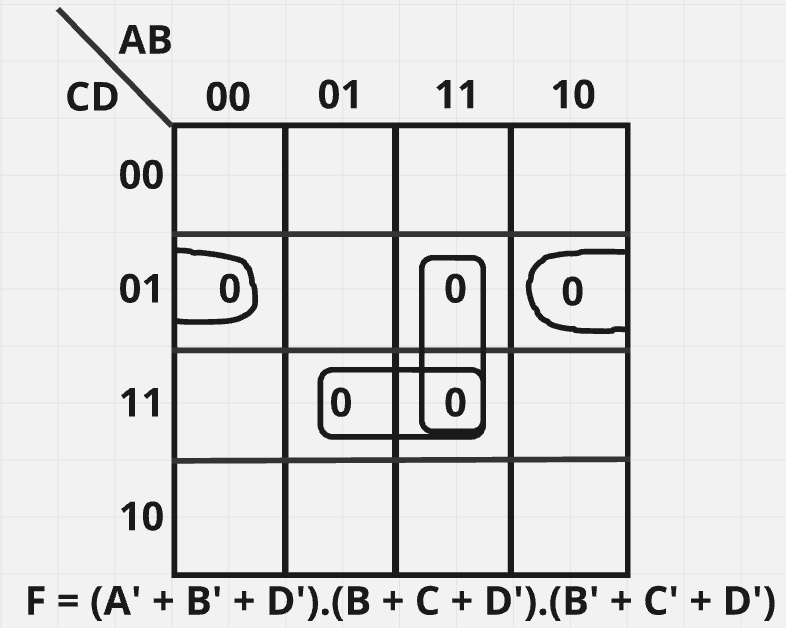 AB
CD 00 01 11 10
00
01 0 0 0
11 0 0
10
F = (A' + B' + D').(B + C + D').(B' + C' + D')